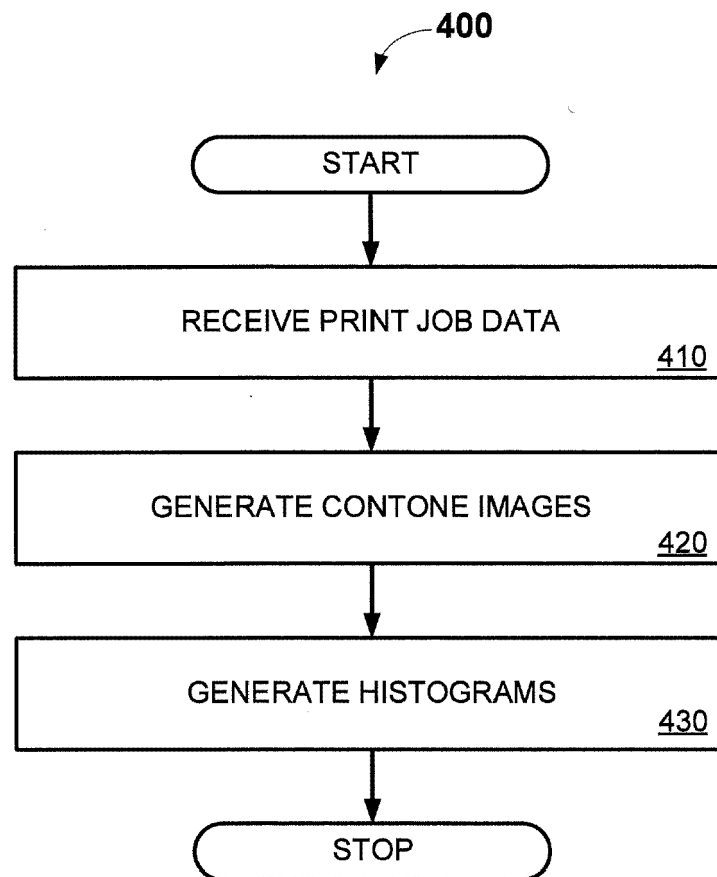 400
START
RECEIVE PRINT JOB DATA
410
GENERATE CONTONE IMAGES
420
GENERATE HISTOGRAMS
430
STOP